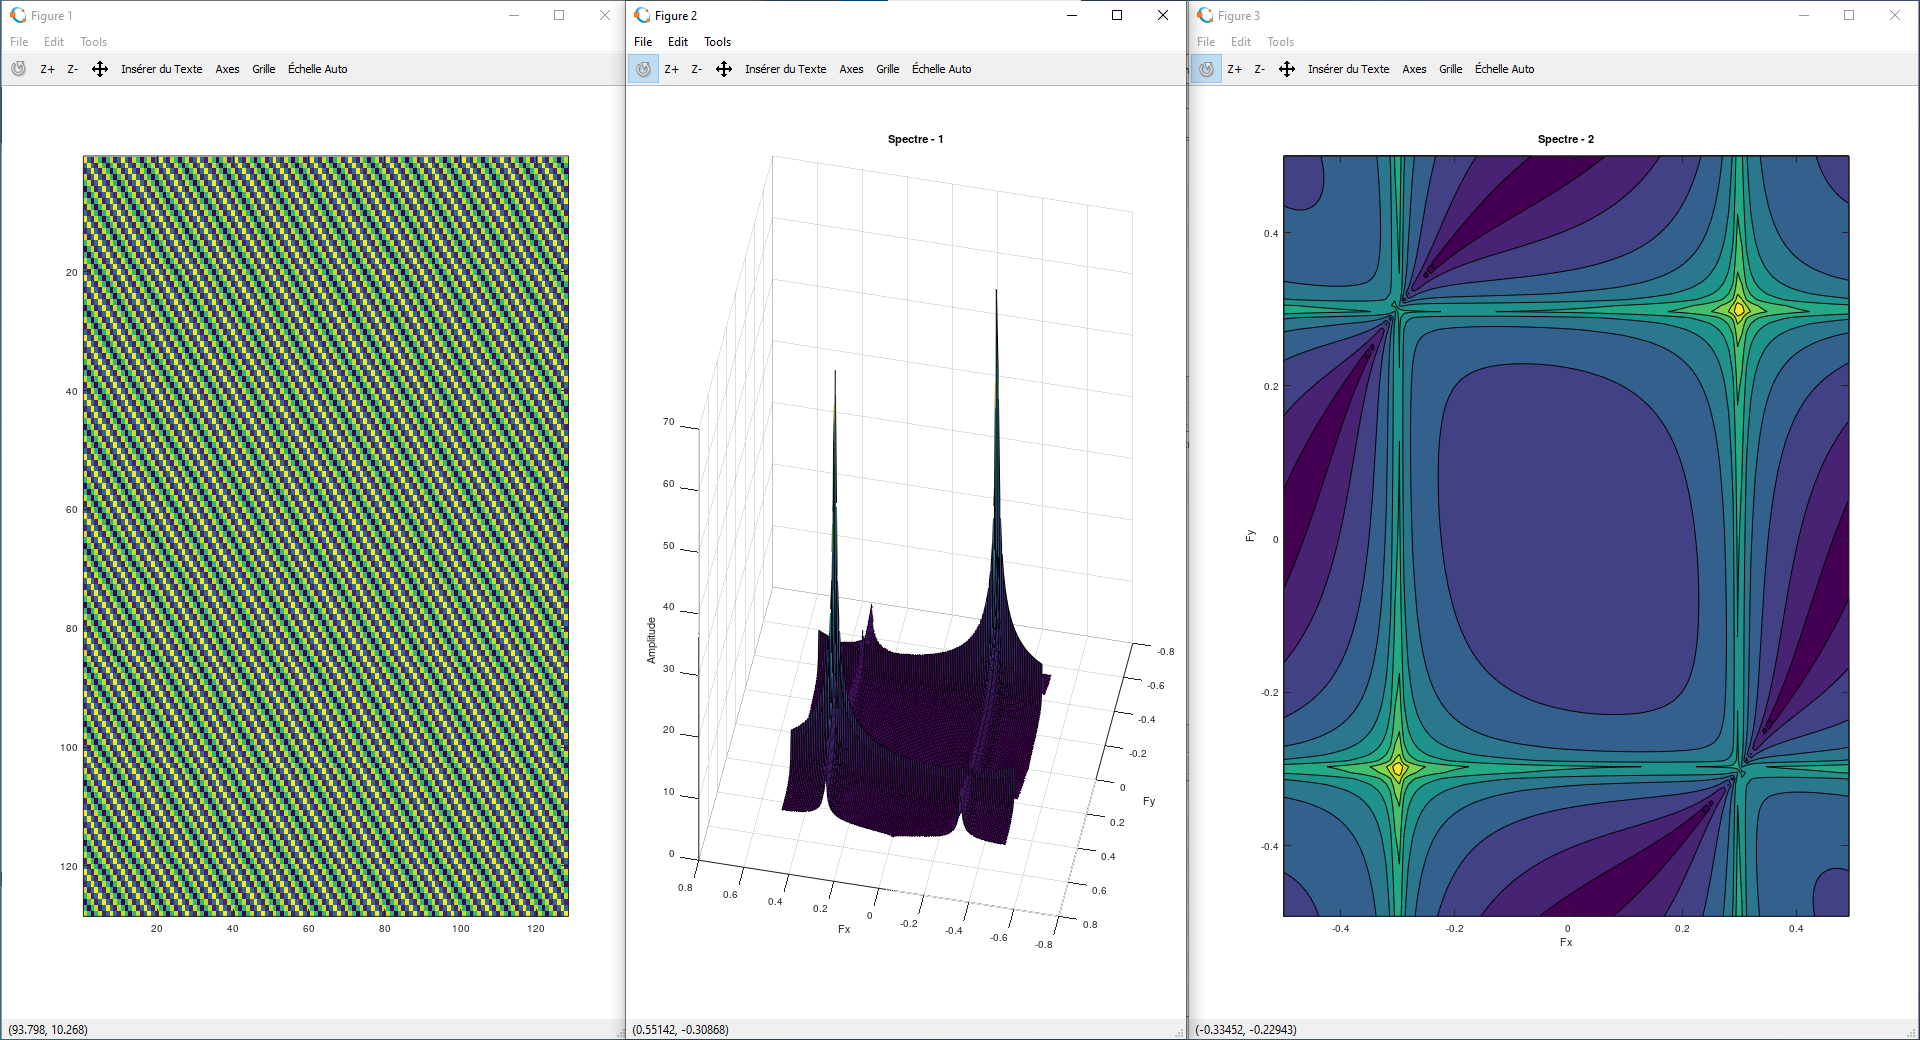 Figure 1
File Edit Tools
Z+ Z- Insérer du Texte Axes Grille Échelle Auto
20
40
60
80
100
120
20 40 60 80 100 120
(93.798, 10.268)
Figure 2
File Edit Tools
Z+ Z- Insérer du Texte Axes Grille Échelle Auto
Spectre - 1
70
60
50
40
30
20
10
0
Amplitude
0.8 0.6 0.4 0.2 0 -0.2 -0.4 -0.6 -0.8
Fx
-0.8
-0.6
-0.4
-0.2
0
0.2
0.4
0.6
0.8
Fy
(0.55142, -0.30868)
Figure 3
File Edit Tools
Z+ Z- Insérer du Texte Axes Grille Échelle Auto
Spectre - 2
0.4
0.2
0
-0.2
-0.4
Fy
-0.4 -0.2 0 0.2 0.4
Fx
(-0.33452, -0.22943)